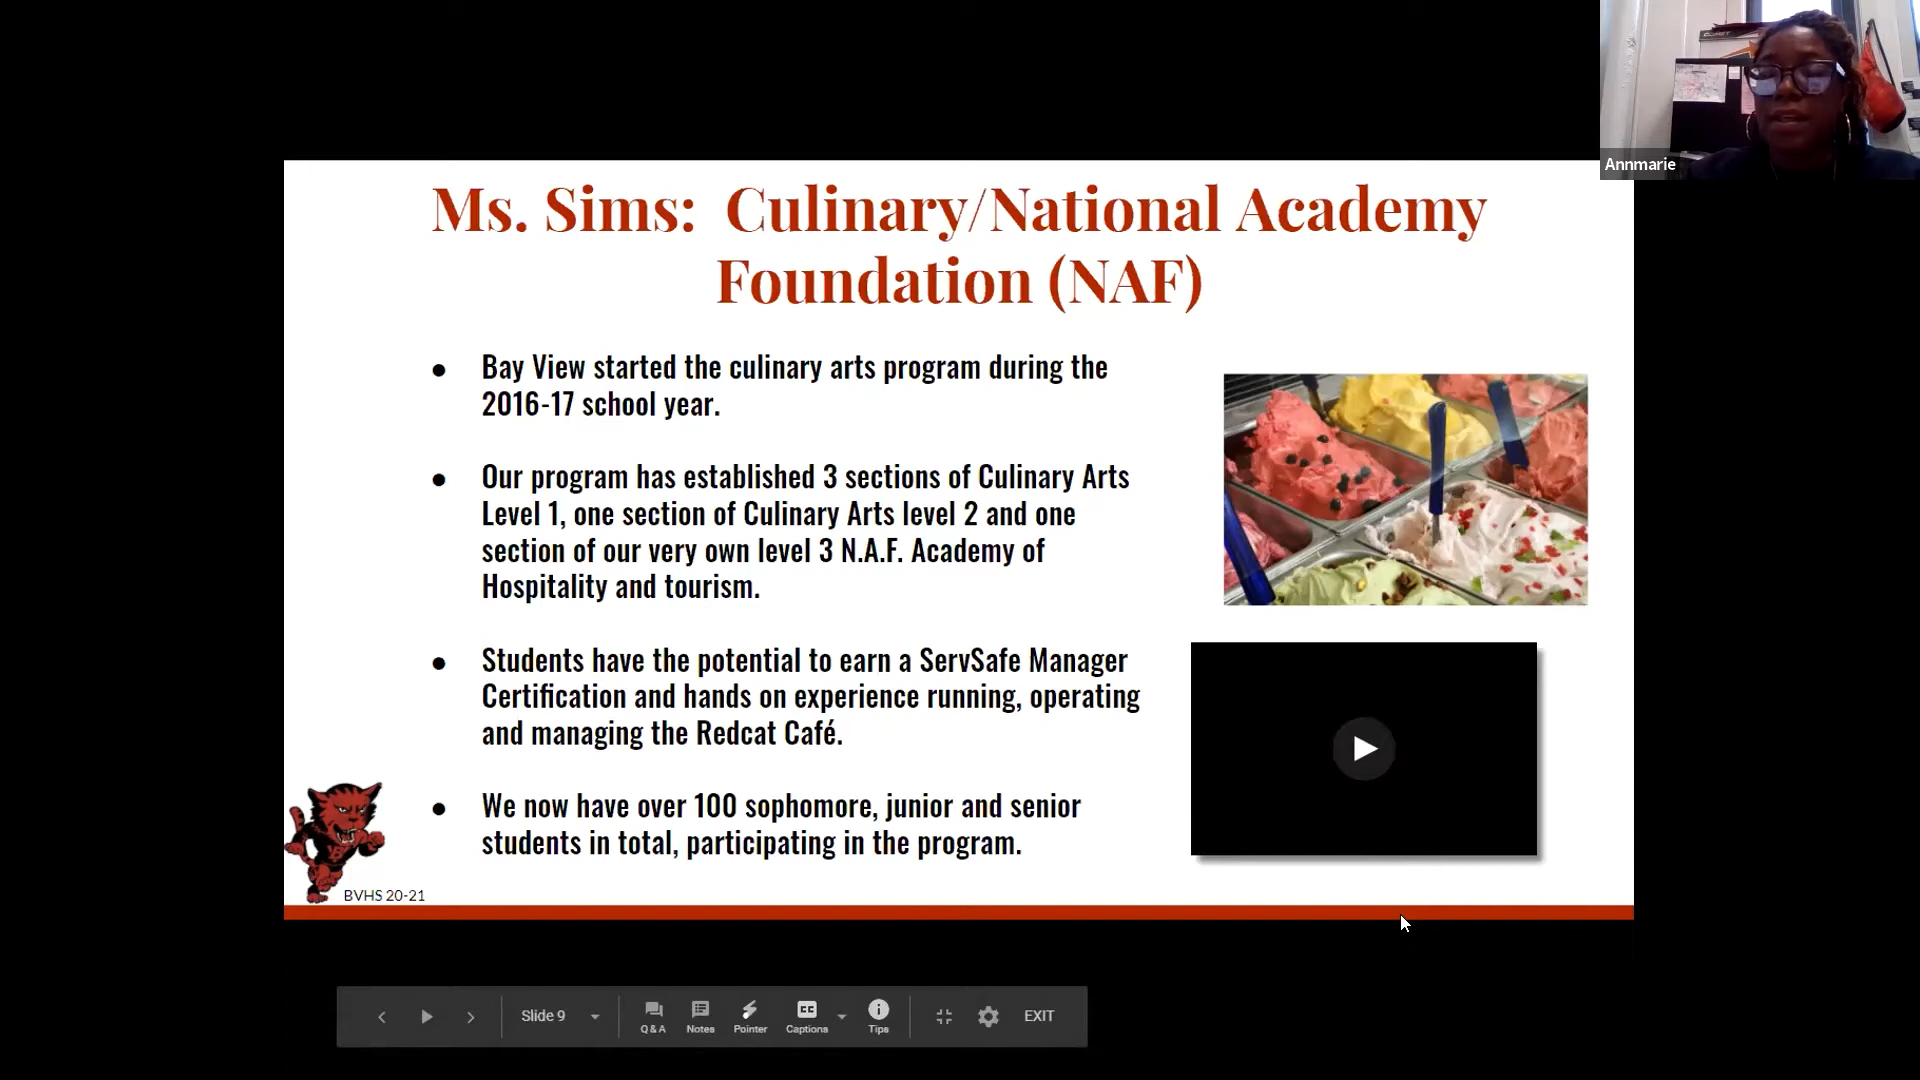 Annmarie
Ms. Sims: Culinary/National Academy
Foundation (NAF)
● Bay View started the culinary arts program during the
2016-17 school year.
● Our program has established 3 sections of Culinary Arts
Level 1, one section of Culinary Arts level 2 and one
section of our very own level 3 N.A.F. Academy of
Hospitality and tourism.
● Students have the potential to earn a ServSafe Manager
Certification and hands on experience running, operating
and managing the Redcat Café.
● We now have over 100 sophomore, junior and senior
students in total, participating in the program.
BVHS 20-21
Slide 9
Q & A
Notes
Pointer
CC
Captions
Tips
EXIT